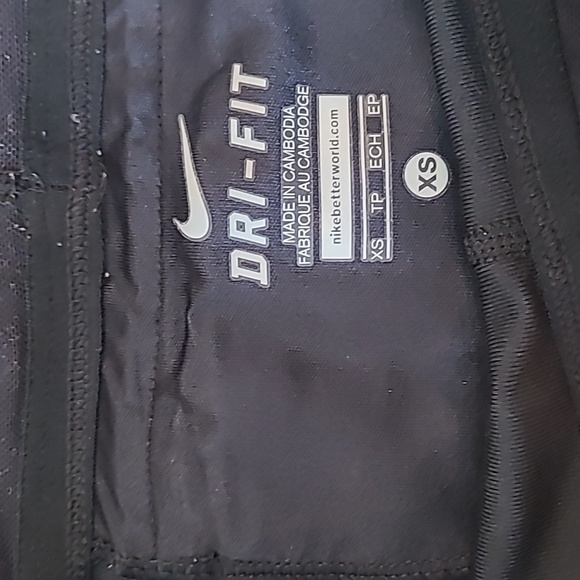 DRI-FIT
MADE IN CAMBODIA
FABRIQUE AU CAMBODGE
nikebetterworld.com
XS TP ECH EP
XS